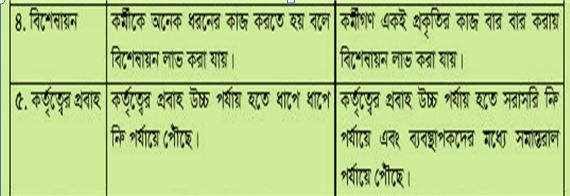 ৪. বিশেষায়ন
কর্মীকে অনেক ধরনের কাজ করতে হয় বলে
বিশেষায়ন লাভ করা যায়।
কর্মীগণ একই প্রকৃতির কাজ বার বার করায়
বিশেষায়ন লাভ করা যায়।
৫. কর্তৃত্বের প্রবাহ
কর্তৃত্বের প্রবাহ উচ্চ পর্যায় হতে ধাপে ধাপে
নি পর্যায়ে পৌঁছে।
কর্তৃত্বের প্রবাহ উচ্চ পর্যায় হতে সরাসরি নি
পর্যায়ে এবং ব্যবস্থাপকদের মধ্যে সমান্তরাল
পর্যায়ে পৌঁছে।